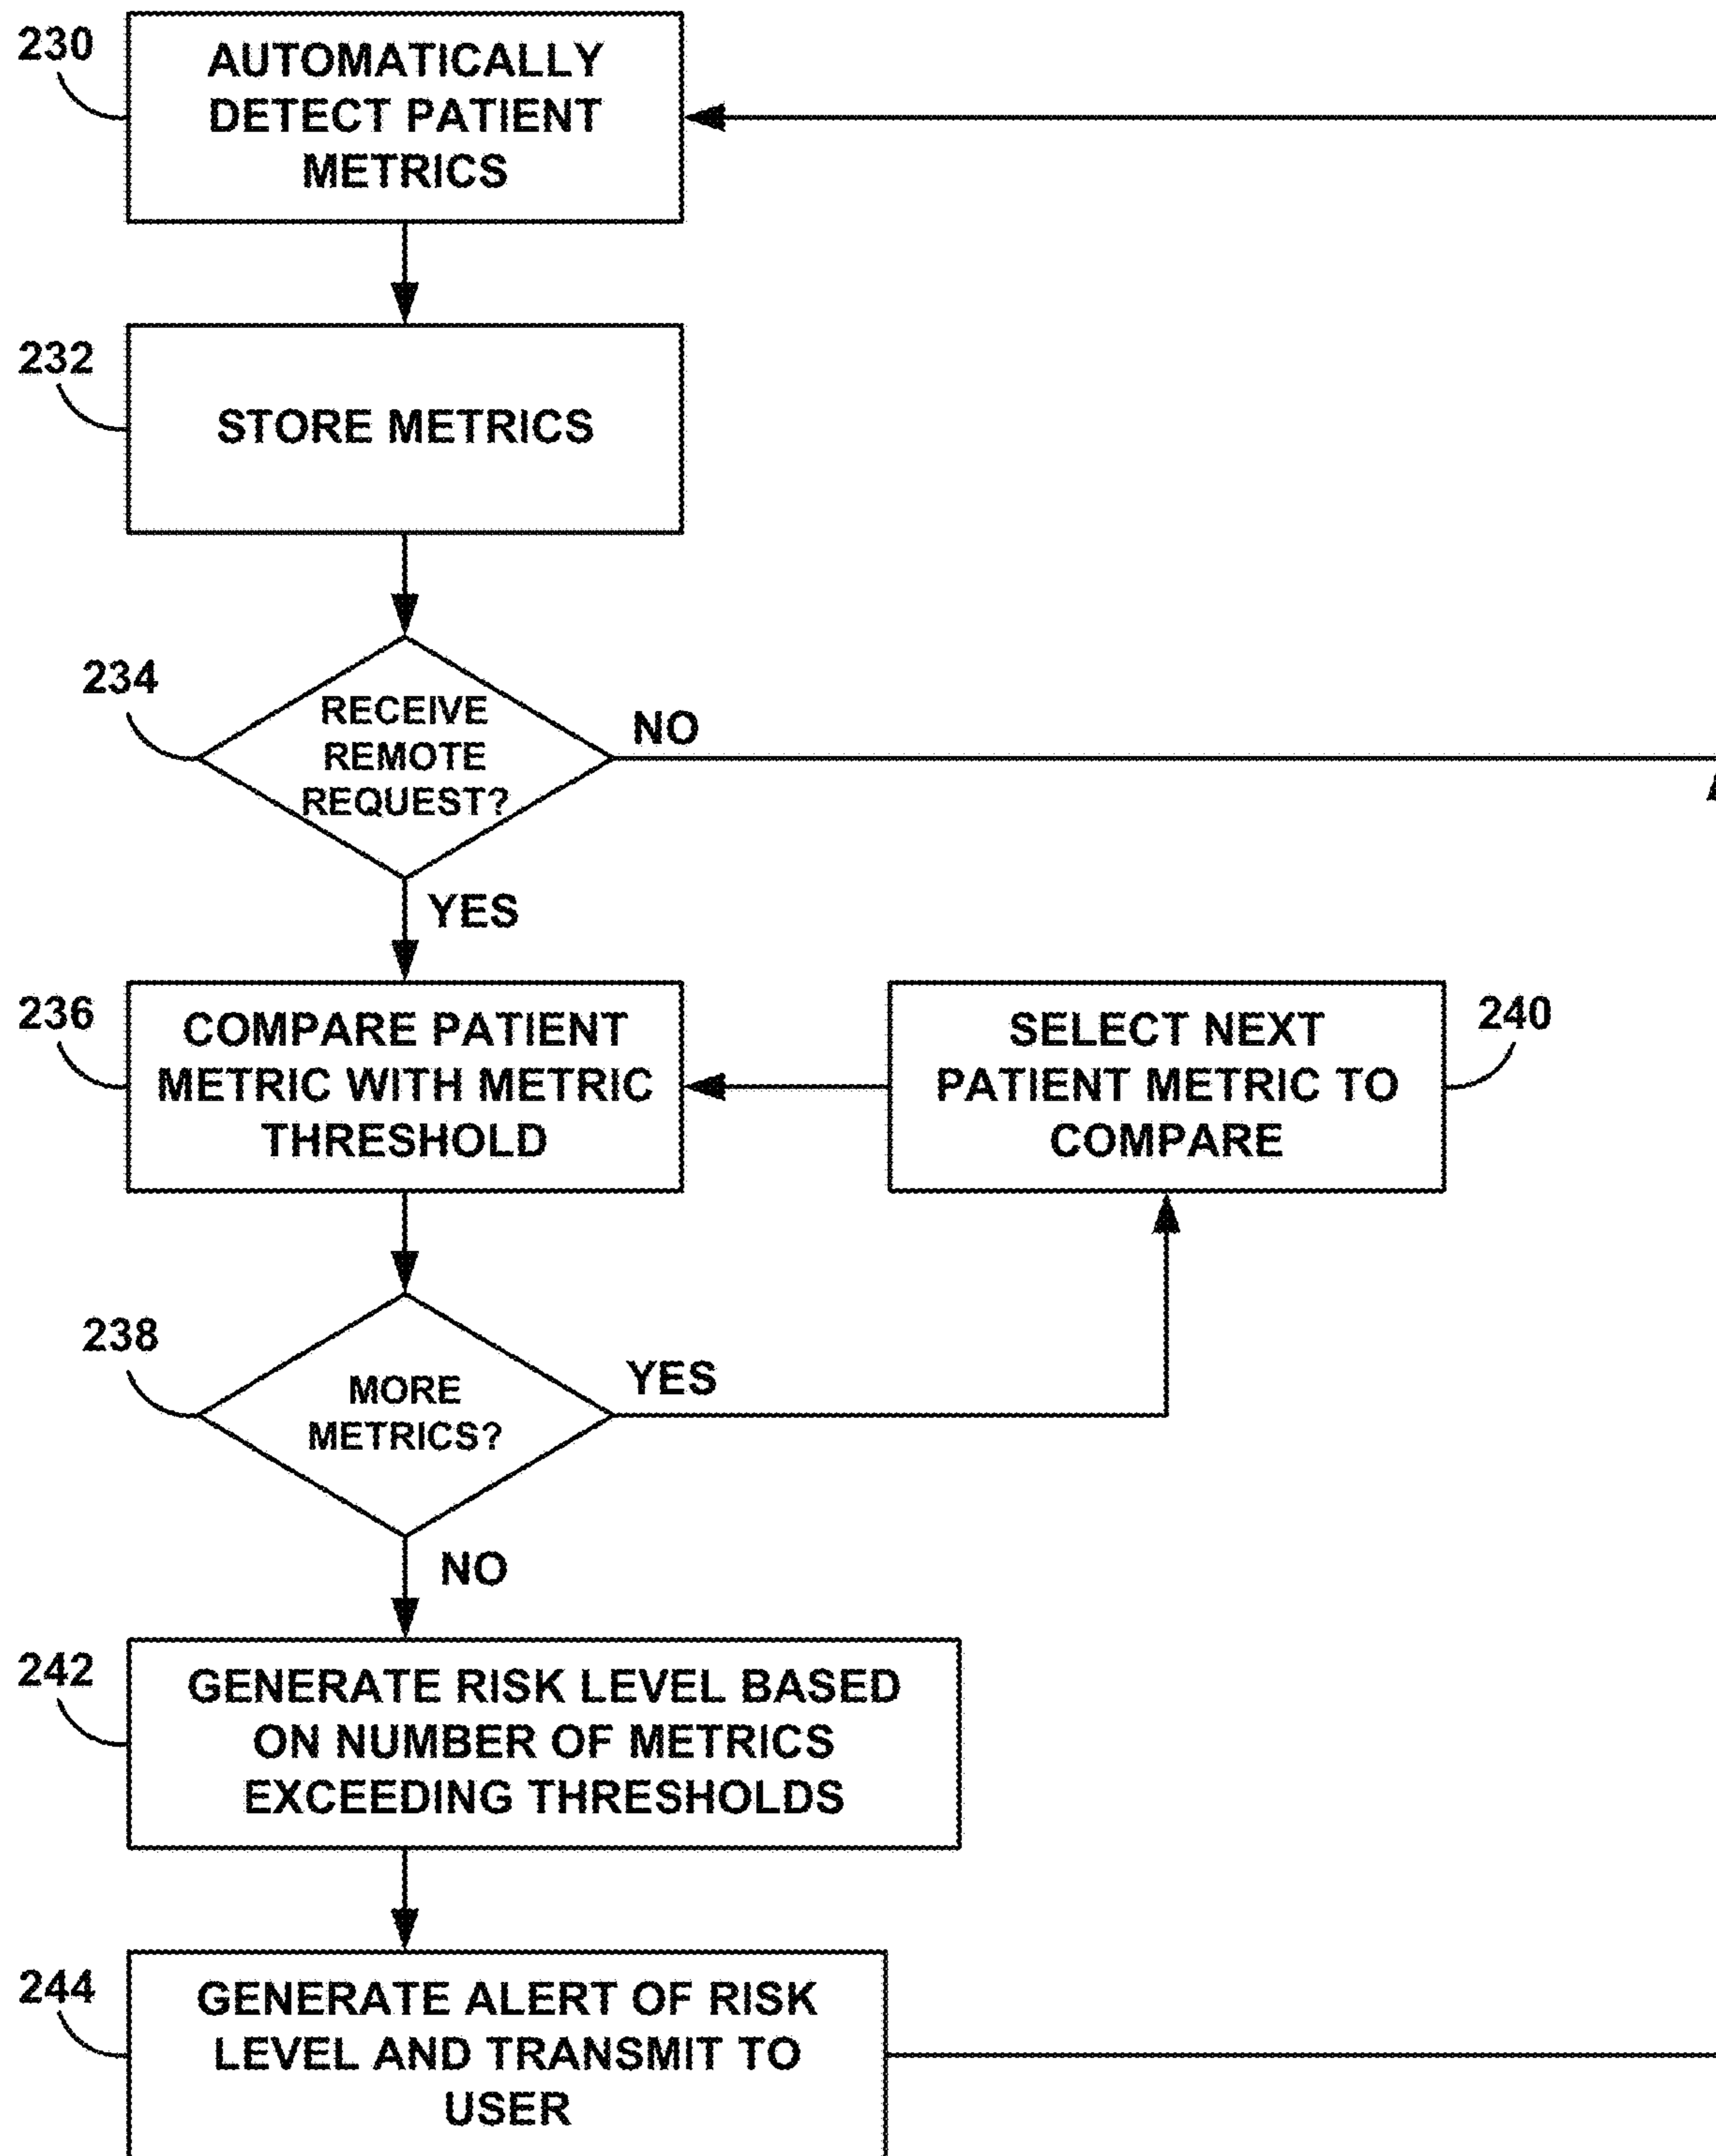 230
AUTOMATICALLY
DETECT PATIENT
METRICS
232
STORE METRICS
234
RECEIVE
REMOTE
REQUEST?
NO
YES
236
COMPARE PATIENT
METRIC WITH METRIC
THRESHOLD
SELECT NEXT
PATIENT METRIC TO
COMPARE
240
238
MORE
METRICS?
YES
NO
242
GENERATE RISK LEVEL BASED
ON NUMBER OF METRICS
EXCEEDING THRESHOLDS
244
GENERATE ALERT OF RISK
LEVEL AND TRANSMIT TO
USER